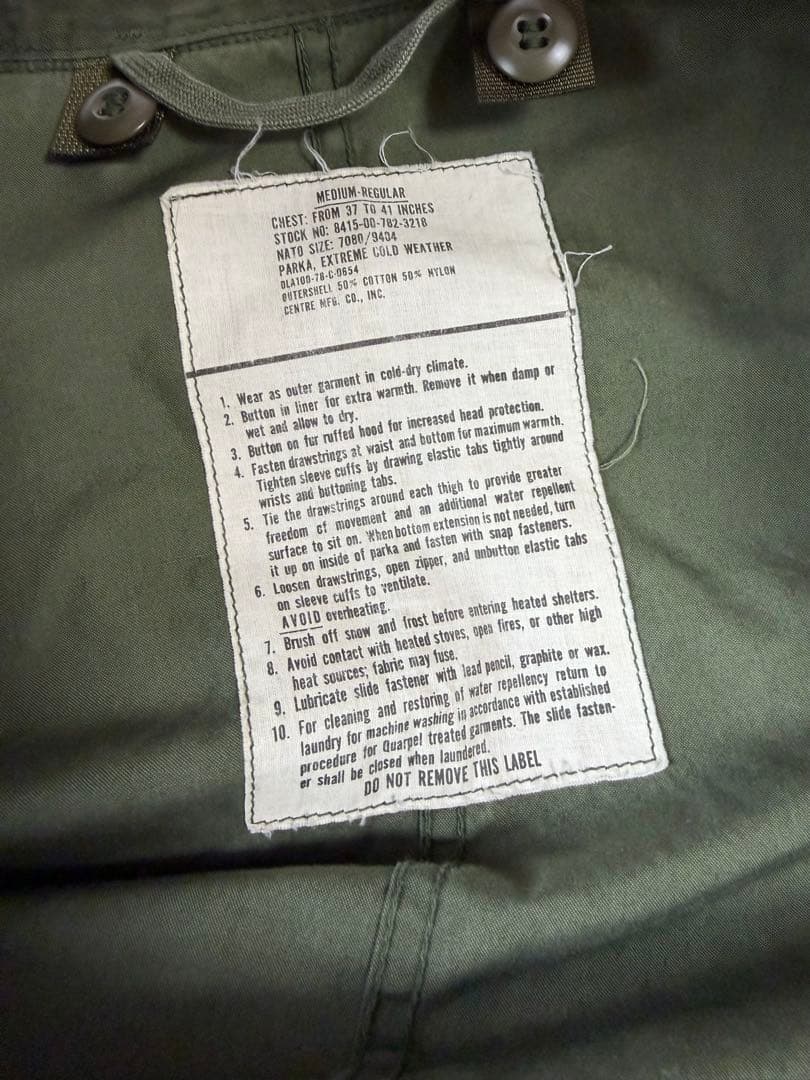 MEDIUM-REGULAR
CHEST: FROM 37 TO 41 INCHES
STOCK NO: 8415-00-782-3218
NATO SIZE: 7080/9404
PARKA, EXTREME COLD WEATHER
DLA100-78-C-0654
OUTERSHELL 50% COTTON 50% NYLON
CENTRE MFG. CO., INC.
1. Wear as outer garment in cold-dry climate.
2. Button in liner for extra warmth. Remove it when damp or
wet and allow to dry.
3. Button on fur ruffed hood for increased head protection.
4. Fasten drawstrings at waist and bottom for maximum warmth.
Tighten sleeve cuffs by drawing elastic tabs tightly around
wrists and buttoning tabs.
5. Tie the drawstrings around each thigh to provide greater
freedom of movement and an additional water repellent
surface to sit on. When bottom extension is not needed, turn
it up on inside of parka and fasten with snap fasteners.
6. Loosen drawstrings, open zipper, and unbutton elastic tabs
on sleeve cuffs to ventilate.
AVOID overheating.
7. Brush off snow and frost before entering heated shelters.
8. Avoid contact with heated stoves, open fires, or other high
heat sources; fabric may fuse.
9. Lubricate slide fastener with lead pencil, graphite or wax.
10. For cleaning and restoring of water repellency return to
laundry for machine washing in accordance with established
procedure for Quarpel treated garments. The slide fasten-
er shall be closed when laundered.
DO NOT REMOVE THIS LABEL